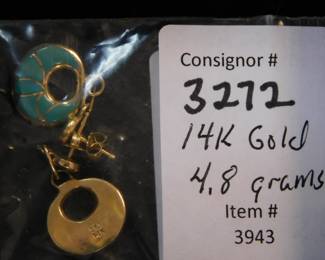 Consignor #
3272
14K Gold
4.8 grams
Item #
3943